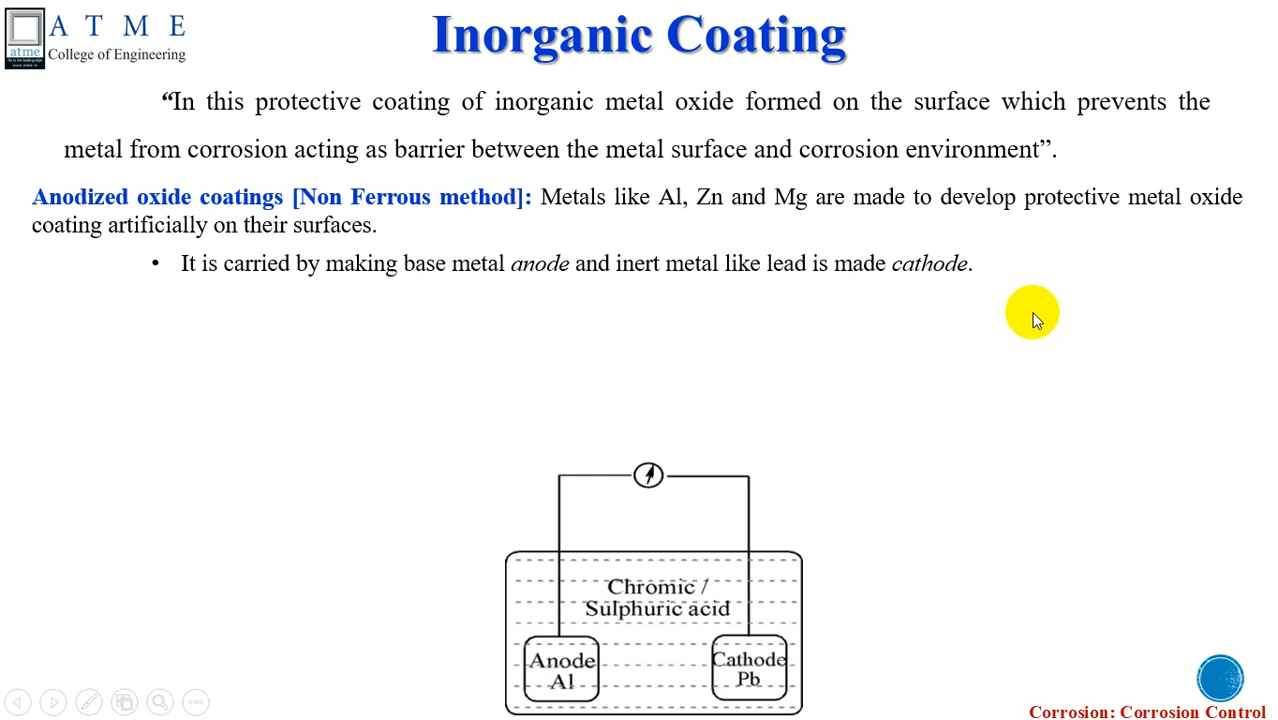 A T M E
College of Engineering
atme
Inorganic Coating
“In this protective coating of inorganic metal oxide formed on the surface which prevents the
metal from corrosion acting as barrier between the metal surface and corrosion environment”.
Anodized oxide coatings [Non Ferrous method]: Metals like Al, Zn and Mg are made to develop protective metal oxide
coating artificially on their surfaces.
• It is carried by making base metal anode and inert metal like lead is made cathode.
Chromic /
Sulphuric acid
Anode
Al
Cathode
Pb
Corrosion: Corrosion Control